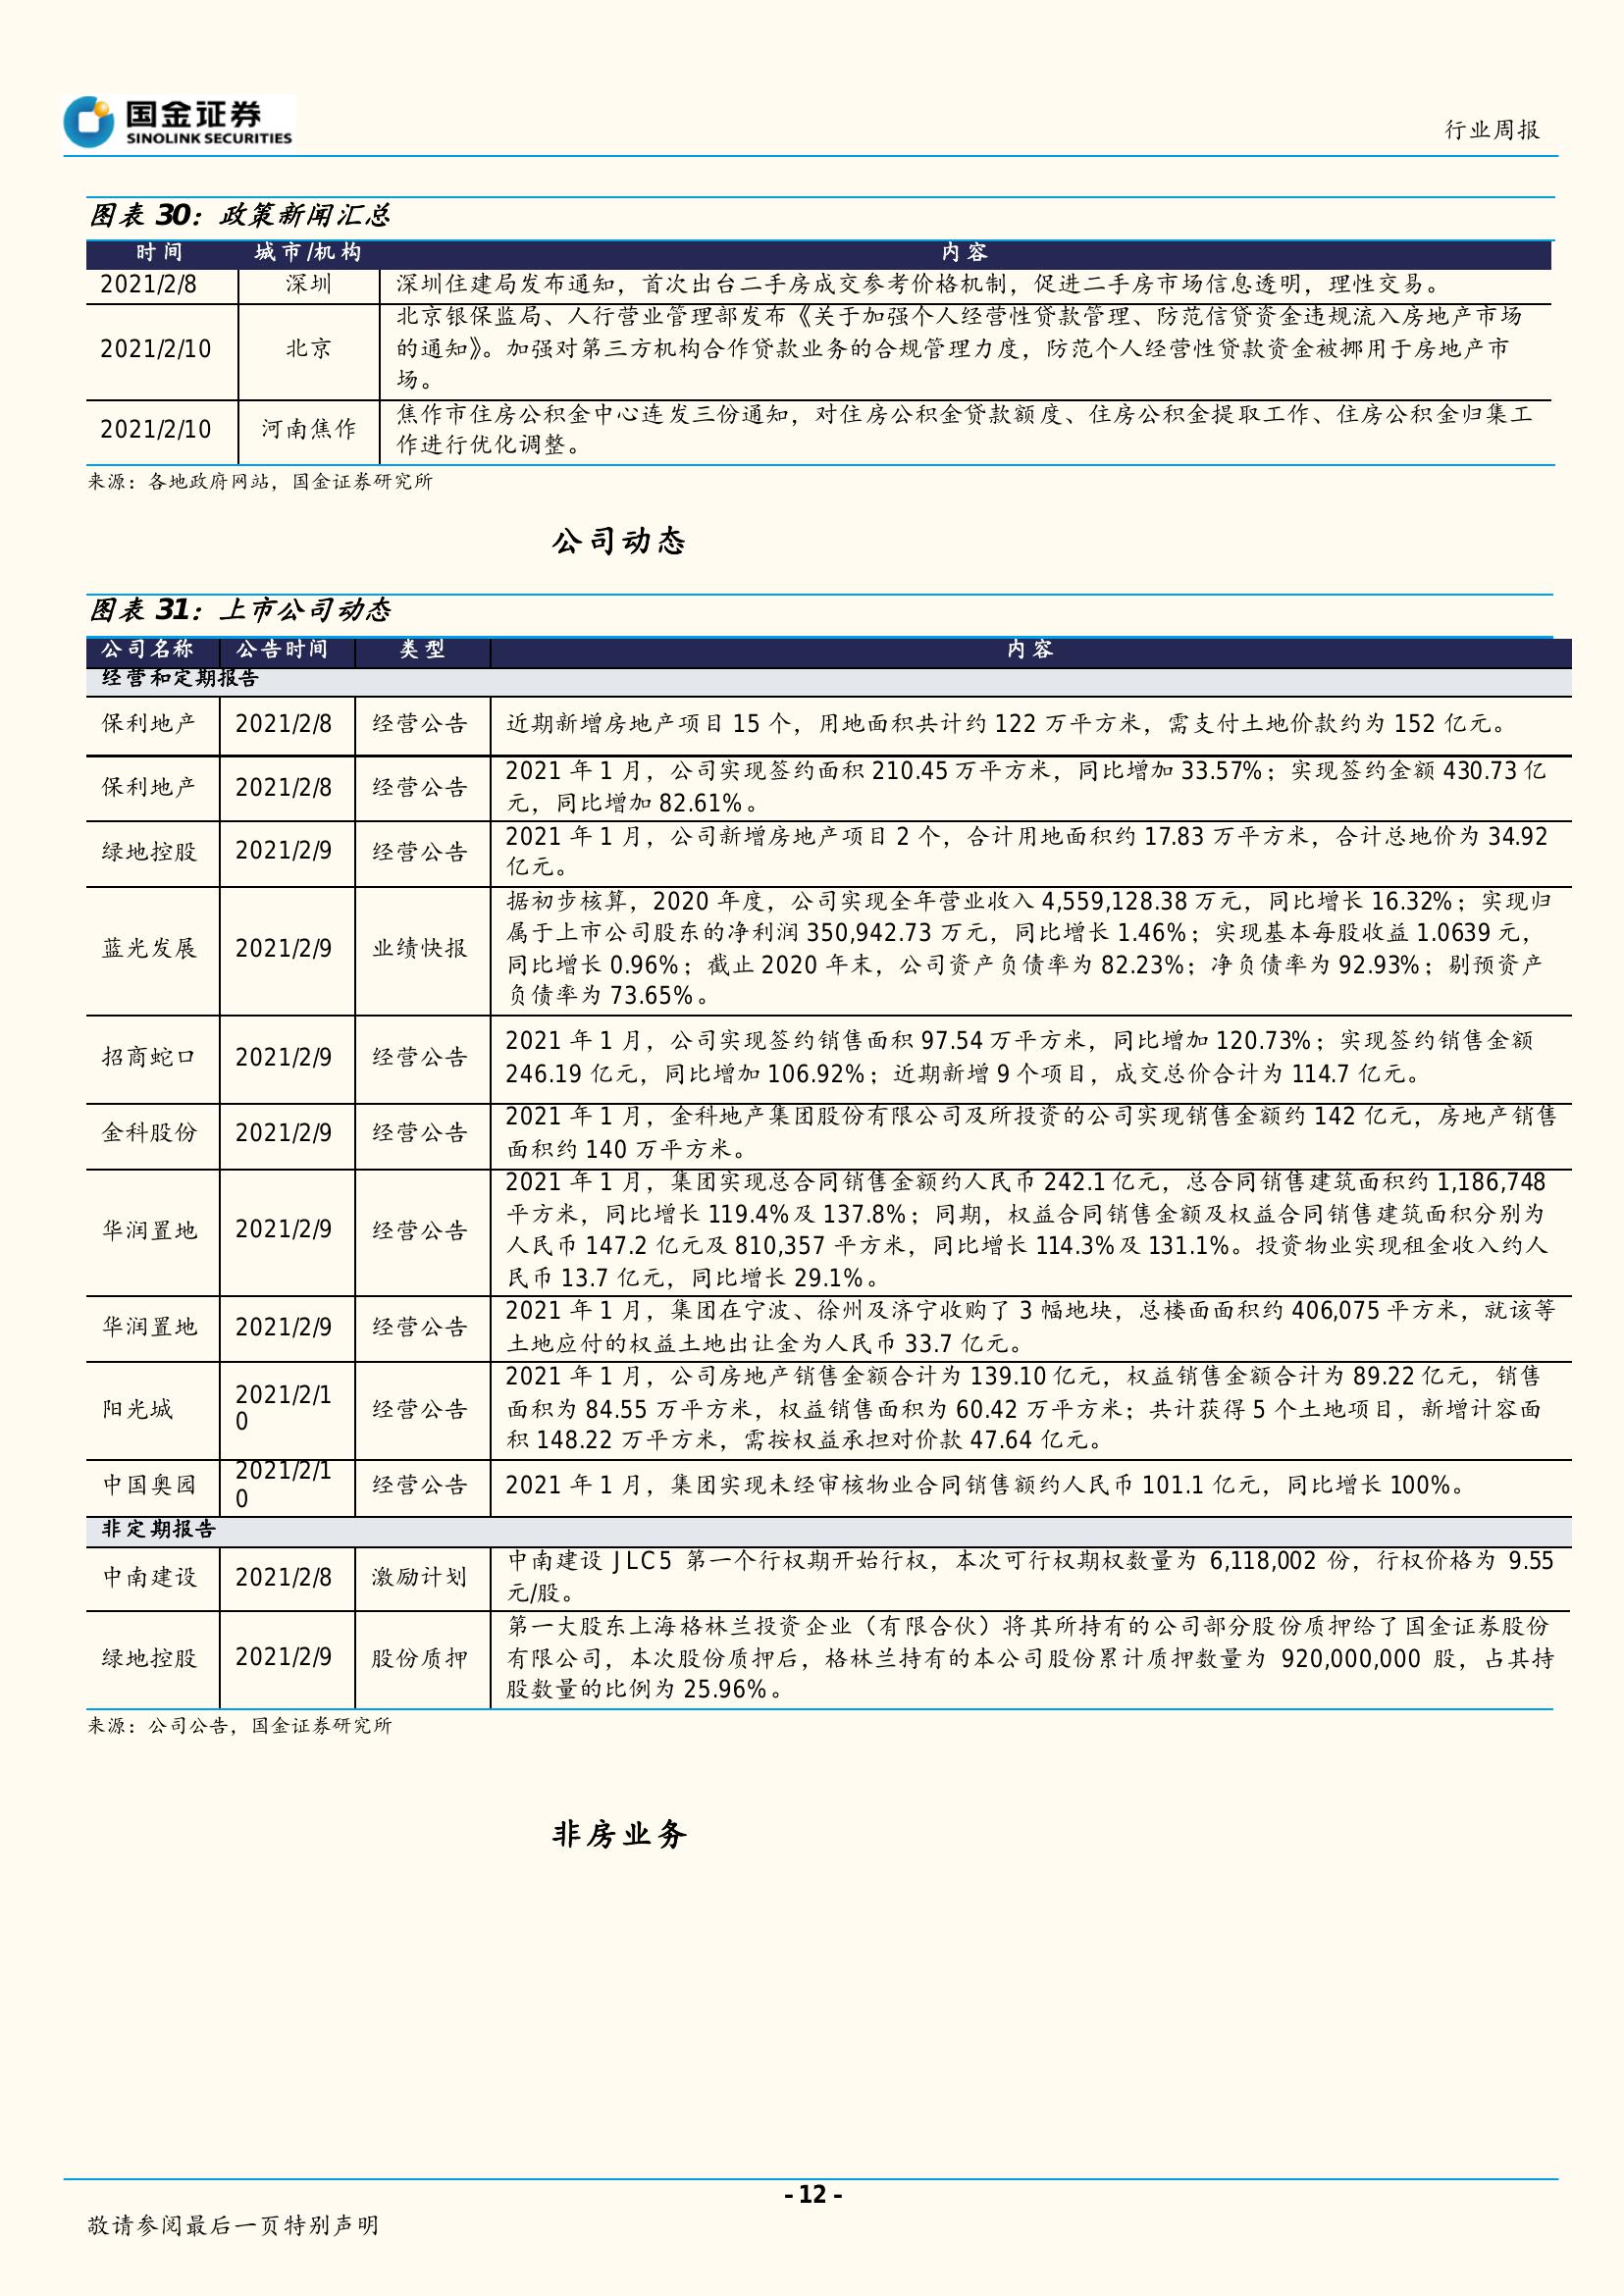 国金证券
SINOLINK SECURITIES
行业周报
图表 30：政策新闻汇总
时间 城市/机构 内容
2021/2/8 深圳 深圳住建局发布通知，首次出台二手房成交参考价格机制，促进二手房市场信息透明，理性交易。
北京银保监局、人行营业管理部发布《关于加强个人经营性贷款管理、防范信贷资金违规流入房地产市场
2021/2/10 北京 的通知》。加强对第三方机构合作贷款业务的合规管理力度，防范个人经营性贷款资金被挪用于房地产市
场。
2021/2/10 河南焦作 焦作市住房公积金中心连发三份通知，对住房公积金贷款额度、住房公积金提取工作、住房公积金归集工
作进行优化调整。
来源：各地政府网站，国金证券研究所
公司动态
图表 31：上市公司动态
公司名称 公告时间 类型 内容
经营和定期报告
保利地产 2021/2/8 经营公告 近期新增房地产项目 15 个，用地面积共计约 122 万平方米，需支付土地价款约为 152 亿元。
保利地产 2021/2/8 经营公告 2021 年 1 月，公司实现签约面积 210.45 万平方米，同比增加 33.57%；实现签约金额 430.73 亿
元，同比增加 82.61%。
绿地控股 2021/2/9 经营公告 2021 年 1 月，公司新增房地产项目 2 个，合计用地面积约 17.83 万平方米，合计总地价为 34.92
亿元。
蓝光发展 2021/2/9 业绩快报 据初步核算，2020 年度，公司实现全年营业收入 4,559,128.38 万元，同比增长 16.32%；实现归
属于上市公司股东的净利润 350,942.73 万元，同比增长 1.46%；实现基本每股收益 1.0639 元，
同比增长 0.96%；截止 2020 年末，公司资产负债率为 82.23%；净负债率为 92.93%；剔预资产
负债率为 73.65%。
招商蛇口 2021/2/9 经营公告 2021 年 1 月，公司实现签约销售面积 97.54 万平方米，同比增加 120.73%；实现签约销售金额
246.19 亿元，同比增加 106.92%；近期新增 9 个项目，成交总价合计为 114.7 亿元。
金科股份 2021/2/9 经营公告 2021 年 1 月，金科地产集团股份有限公司及所投资的公司实现销售金额约 142 亿元，房地产销售
面积约 140 万平方米。
华润置地 2021/2/9 经营公告 2021 年 1 月，集团实现总合同销售金额约人民币 242.1 亿元，总合同销售建筑面积约 1,186,748
平方米，同比增长 119.4%及 137.8%；同期，权益合同销售金额及权益合同销售建筑面积分别为
人民币 147.2 亿元及 810,357 平方米，同比增长 114.3%及 131.1%。投资物业实现租金收入约人
民币 13.7 亿元，同比增长 29.1%。
华润置地 2021/2/9 经营公告 2021 年 1 月，集团在宁波、徐州及济宁收购了 3 幅地块，总楼面面积约 406,075 平方米，就该等
土地应付的权益土地出让金为人民币 33.7 亿元。
阳光城 2021/2/10 经营公告 2021 年 1 月，公司房地产销售金额合计为 139.10 亿元，权益销售金额合计为 89.22 亿元，销售
面积为 84.55 万平方米，权益销售面积为 60.42 万平方米；共计获得 5 个土地项目，新增计容面
积 148.22 万平方米，需按权益承担对价款 47.64 亿元。
中国奥园 2021/2/10 经营公告 2021 年 1 月，集团实现未经审核物业合同销售额约人民币 101.1 亿元，同比增长 100%。
非定期报告
中南建设 2021/2/8 激励计划 中南建设 JLC5 第一个行权期开始行权，本次可行权期权数量为 6,118,002 份，行权价格为 9.55
元/股。
绿地控股 2021/2/9 股份质押 第一大股东上海格林兰投资企业（有限合伙）将其所持有的公司部分股份质押给了国金证券股份
有限公司，本次股份质押后，格林兰持有的本公司股份累计质押数量为 920,000,000 股，占其持
股数量的比例为 25.96%。
来源：公司公告，国金证券研究所
非房业务
- 12 -
敬请参阅最后一页特别声明